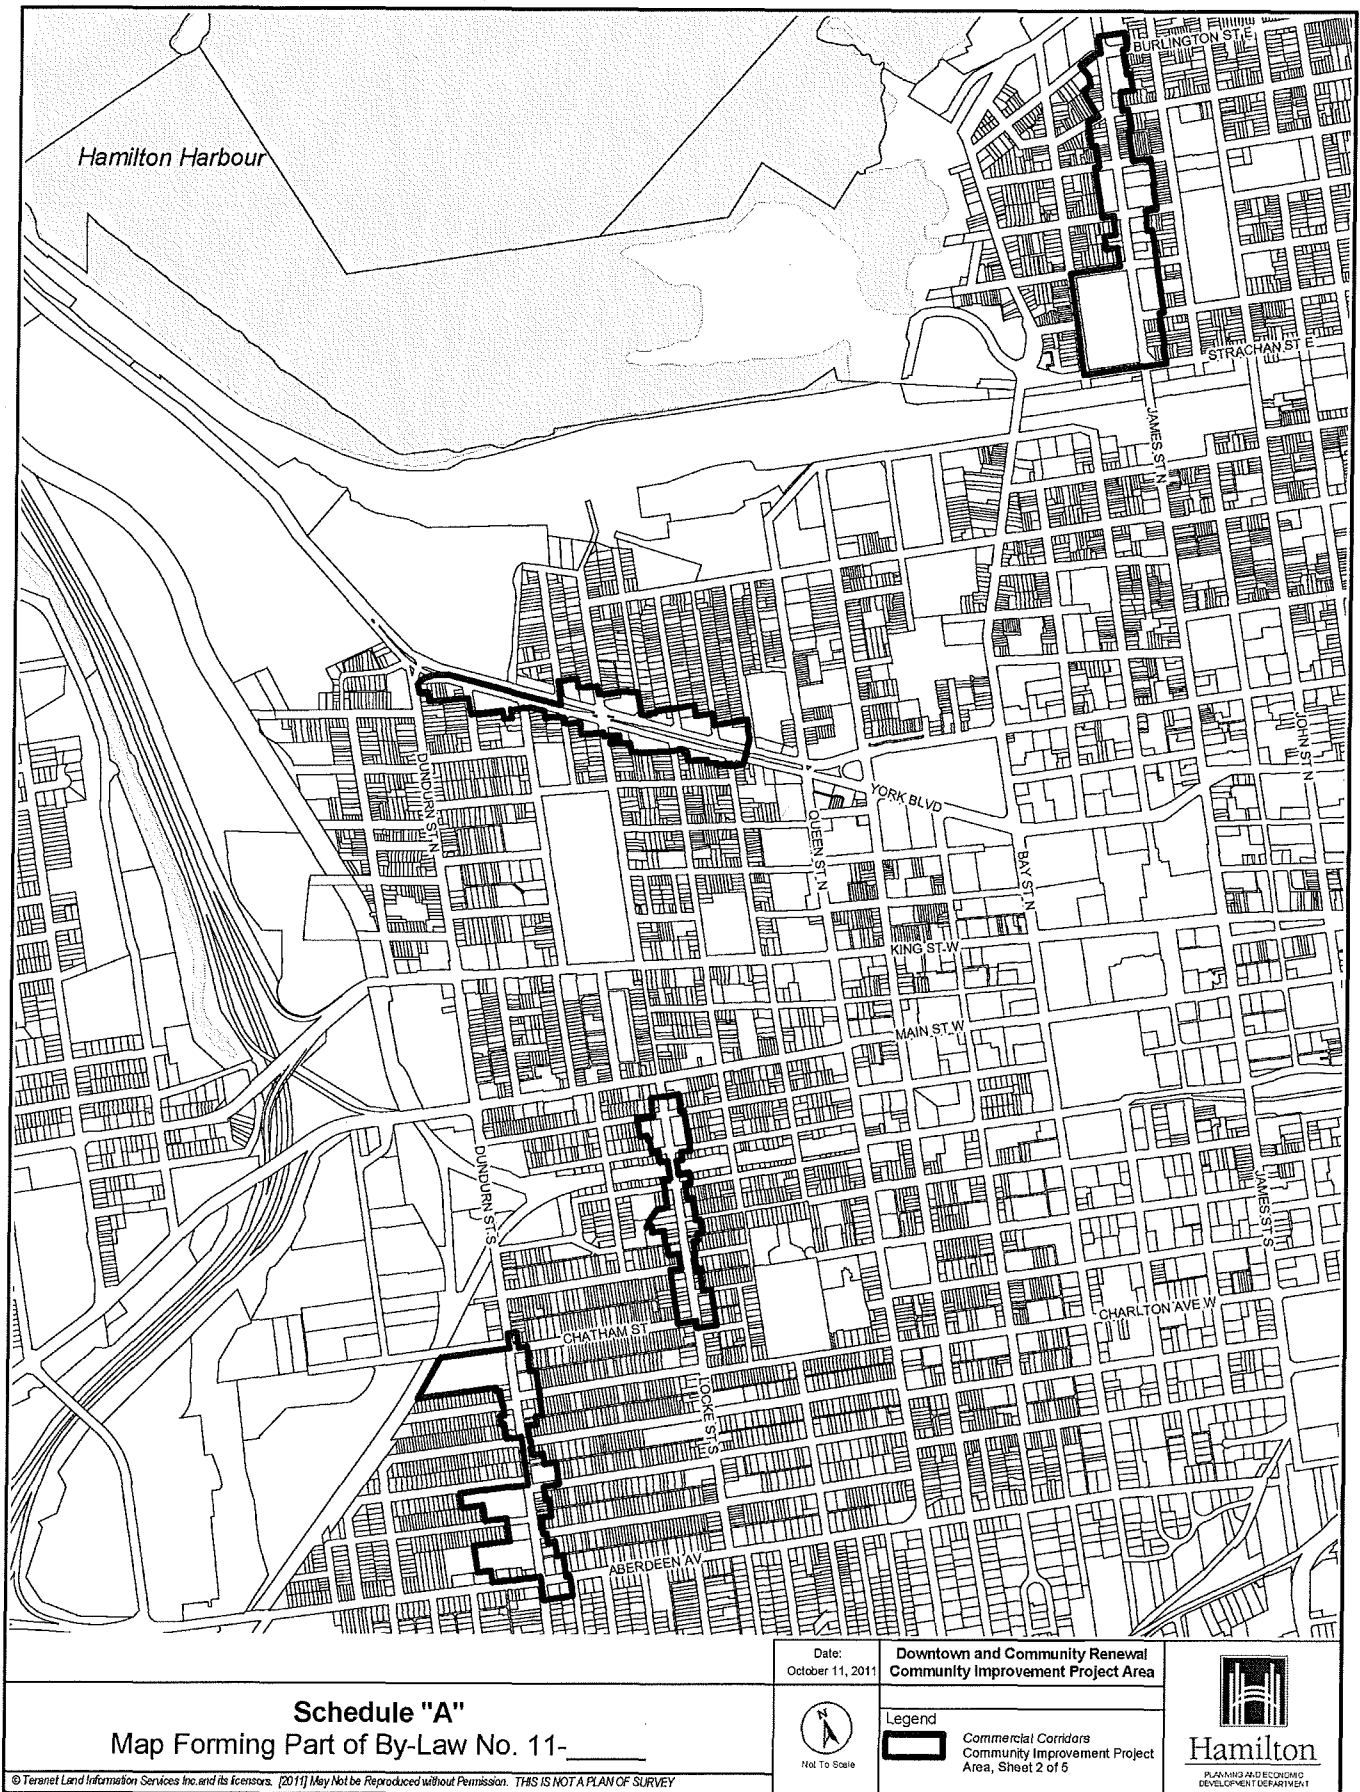 Hamilton Harbour
BURLINGTON ST E
STRACHAN ST E
JAMES ST N
JOHN ST N
DUNDURN ST N
YORK BLVD
QUEEN ST N
BAY ST N
KING ST W
MAIN ST W
DUNDURN ST S
JAMES ST S
CHARLTON AVE W
CHATHAM ST
LOCKE ST S
ABERDEEN AV
Schedule "A"
Map Forming Part of By-Law No. 11-______
© Teranet Land Information Services Inc. and its licensors. [2011] May Not be Reproduced without Permission. THIS IS NOT A PLAN OF SURVEY
Date:
October 11, 2011
N
Not To Scale
Downtown and Community Renewal
Community Improvement Project Area
Legend
Commercial Corridors
Community Improvement Project
Area, Sheet 2 of 5
Hamilton
PLANNING AND ECONOMIC
DEVELOPMENT DEPARTMENT